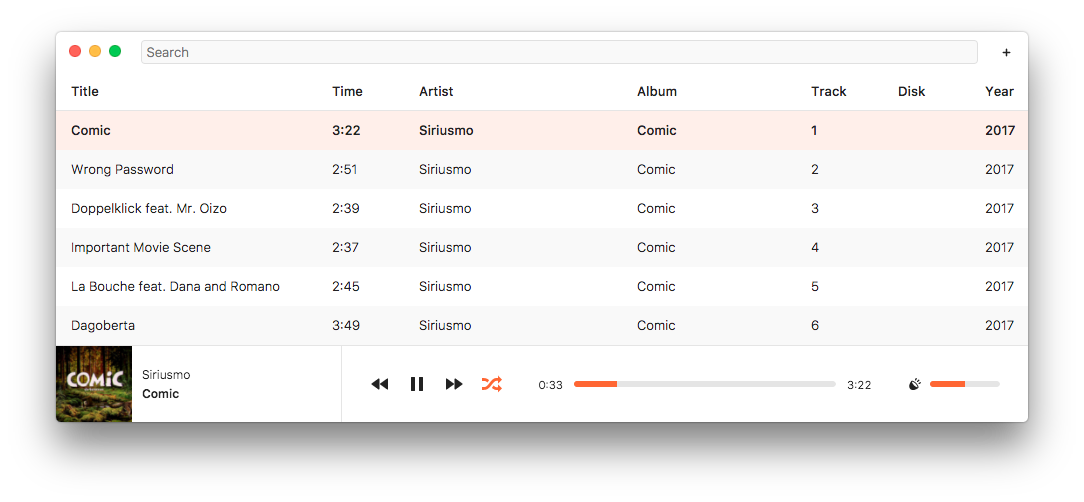 Search +
Title Time Artist Album Track Disk Year
Comic 3:22 Siriusmo Comic 1 2017
Wrong Password 2:51 Siriusmo Comic 2 2017
Doppelklick feat. Mr. Oizo 2:39 Siriusmo Comic 3 2017
Important Movie Scene 2:37 Siriusmo Comic 4 2017
La Bouche feat. Dana and Romano 2:45 Siriusmo Comic 5 2017
Dagoberta 3:49 Siriusmo Comic 6 2017
COMiC
Siriusmo
Comic
0:33 3:22